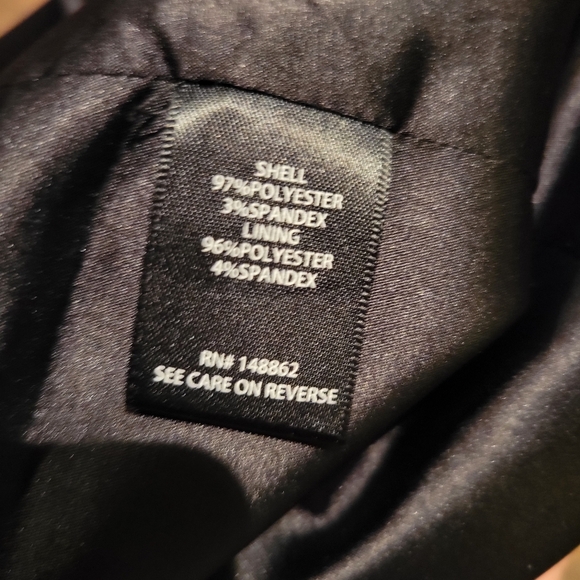 SHELL
97%POLYESTER
3%SPANDEX
LINING
96%POLYESTER
4%SPANDEX
RN# 148862
SEE CARE ON REVERSE